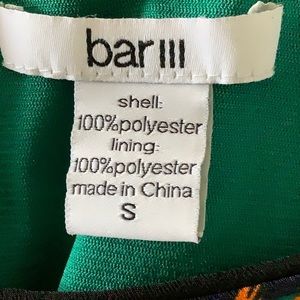 bar III
shell:
100%polyester
lining:
100%polyester
made in China
S